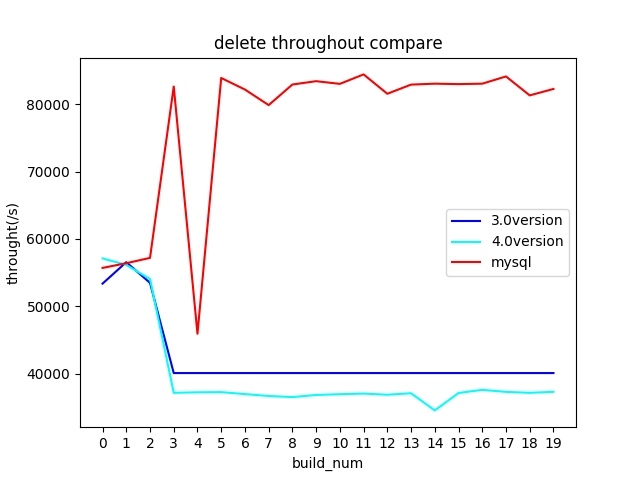 delete throughout compare
throught(/s)
80000
70000
60000
50000
40000
3.0version
4.0version
mysql
0 1 2 3 4 5 6 7 8 9 10 11 12 13 14 15 16 17 18 19
build_num